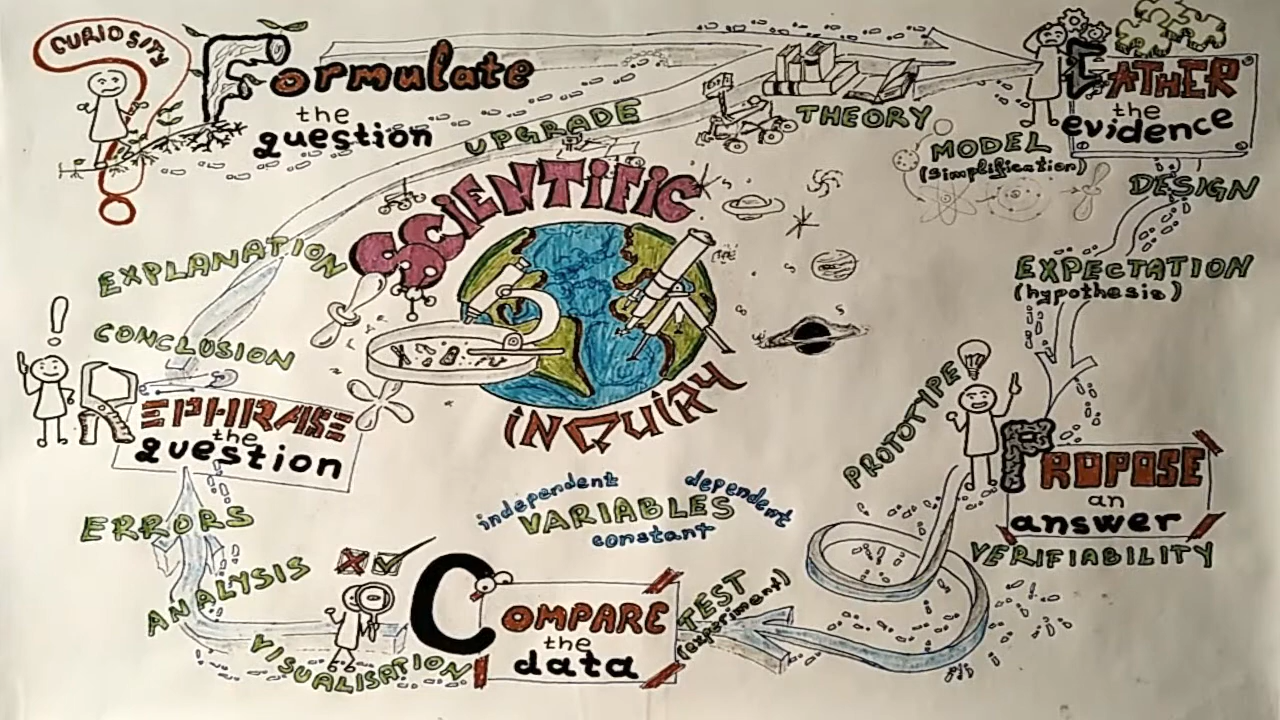 CURIOSITY
Formulate
the
question
UPGRADE
THEORY
MODEL
(simplification)
GATHER
the
evidence
DESIGN
EXPECTATION
(hypothesis)
PROTOTYPE
PROPOSE
an
answer
VERIFIABILITY
TEST
(experiment)
COMPARE
the
data
VISUALISATION
ANALYSIS
ERRORS
REPHRASE
the
question
CONCLUSION
EXPLANATION
SCIENTIFIC
INQUIRY
independent
dependent
VARIABLES
constant